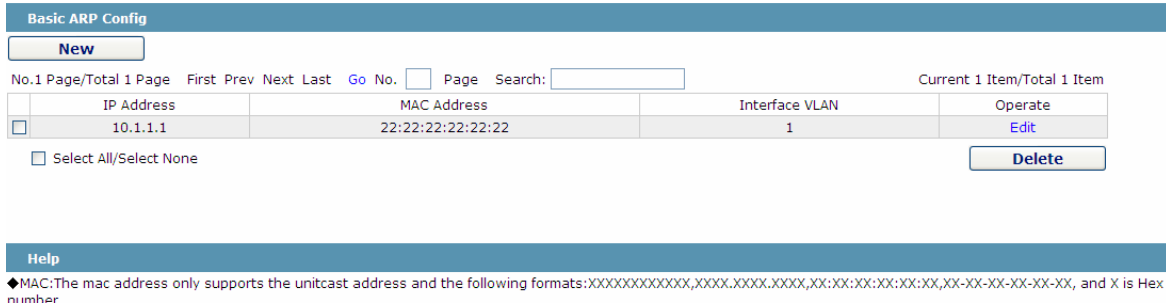 Basic ARP Config
New
No.1 Page/Total 1 Page First Prev Next Last Go No. Page Search: Current 1 Item/Total 1 Item
IP Address MAC Address Interface VLAN Operate
10.1.1.1 22:22:22:22:22:22 1 Edit
Select All/Select None Delete
Help
◆MAC:The mac address only supports the unitcast address and the following formats:XXXXXXXXXXXX,XXXX.XXXX.XXXX,XX:XX:XX:XX:XX:XX,XX-XX-XX-XX-XX-XX, and X is Hex
number